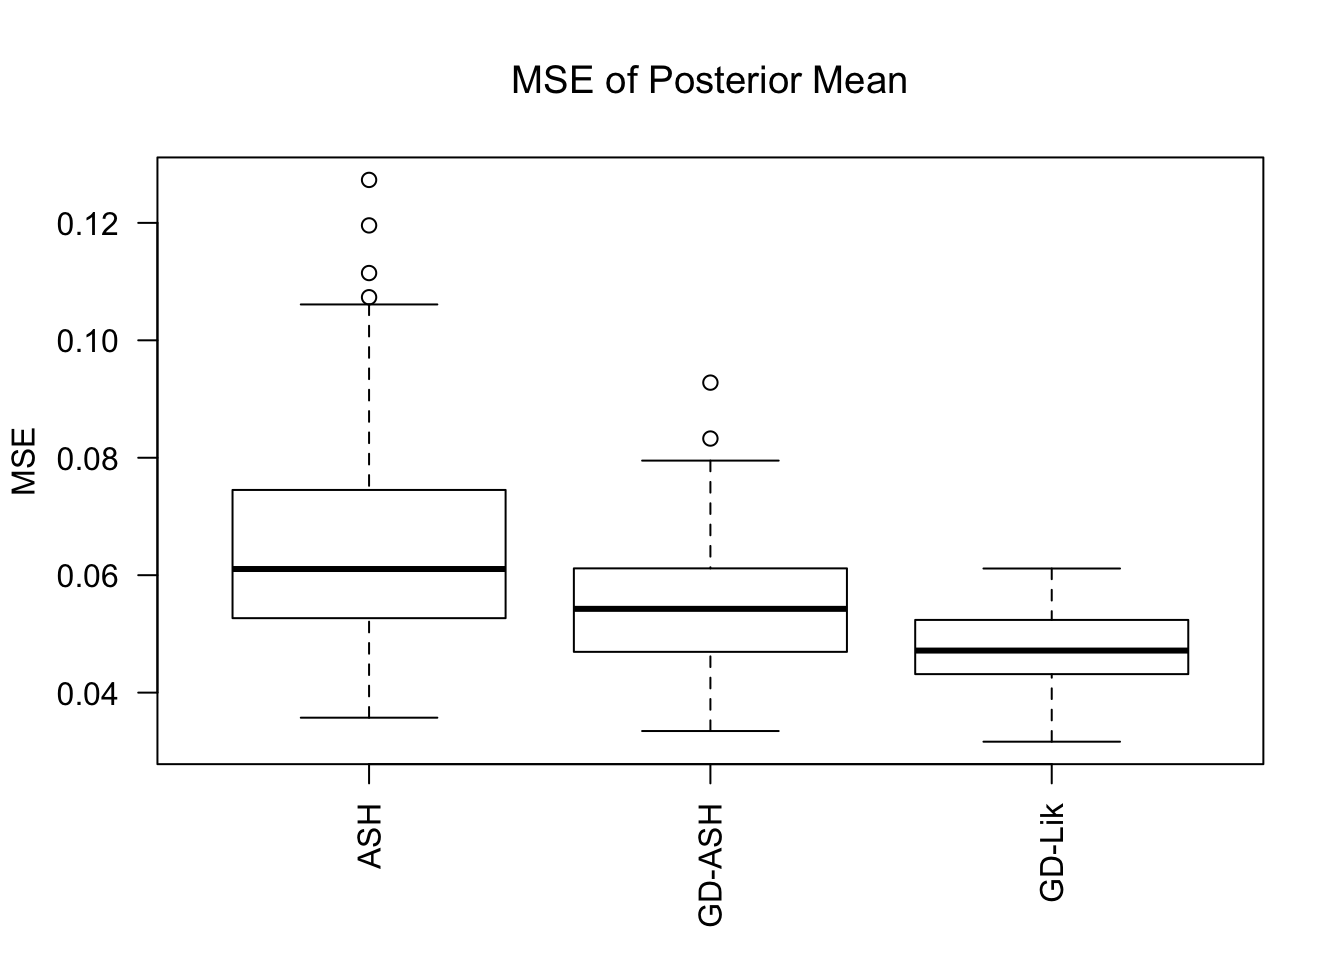 MSE of Posterior Mean
MSE
0.12
0.10
0.08
0.06
0.04
ASH
GD-ASH
GD-Lik